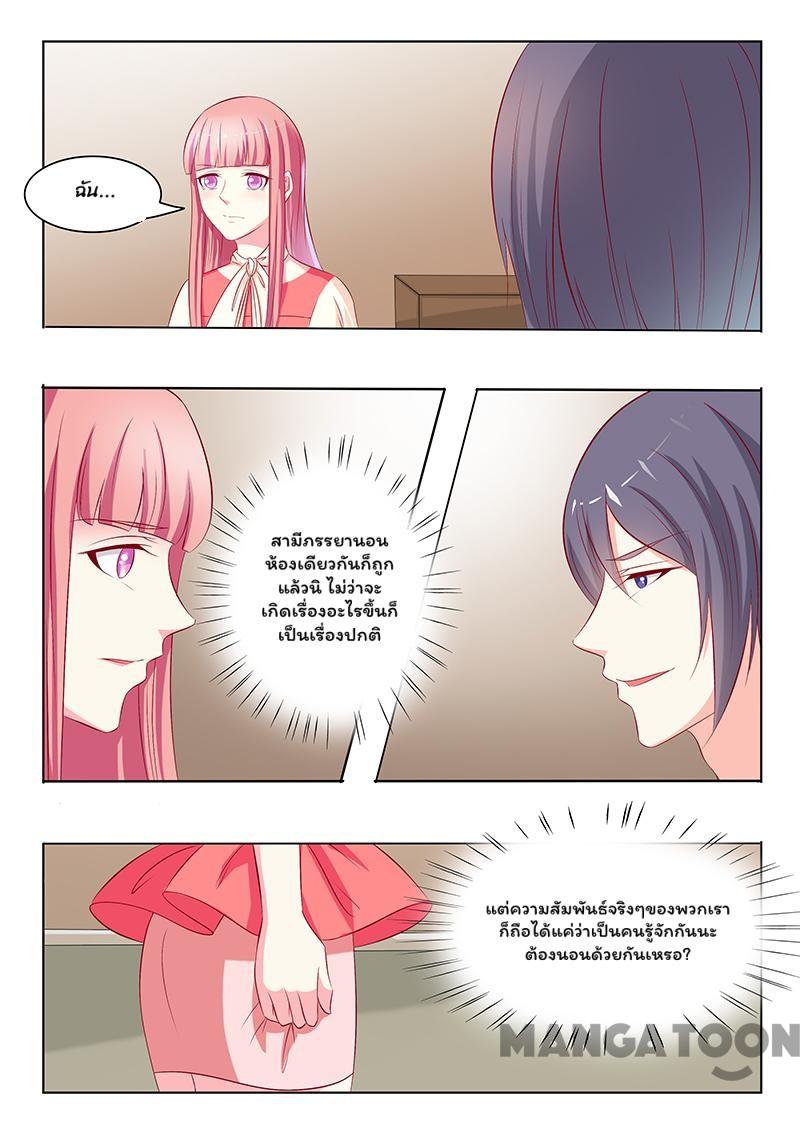 ฉัน...
สามีภรรยานอน
ห้องเดียวกันก็ถูก
แล้วนิ ไม่ว่าจะ
เกิดเรื่องอะไรขึ้นก็
เป็นเรื่องปกติ
แต่ความสัมพันธ์จริงๆของพวกเรา
ก็ถือได้แค่ว่าเป็นคนรู้จักกันนะ
ต้องนอนด้วยกันเหรอ?
MANGATOON